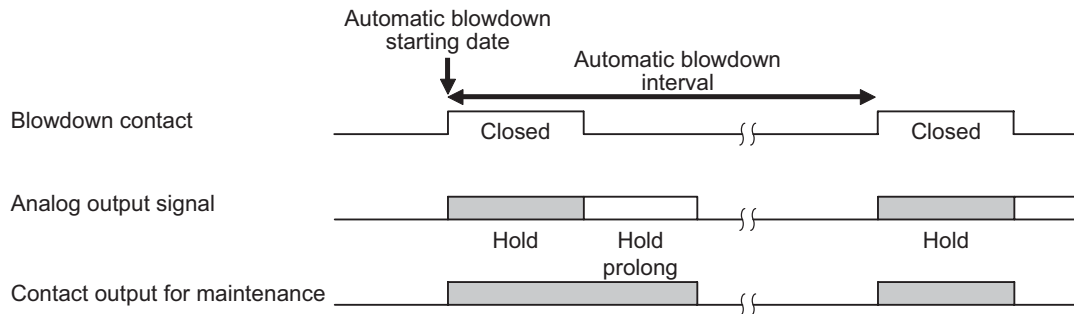 Automatic blowdown
starting date
Automatic blowdown
interval
Blowdown contact
Closed
Closed
Analog output signal
Hold
Hold
prolong
Hold
Contact output for maintenance